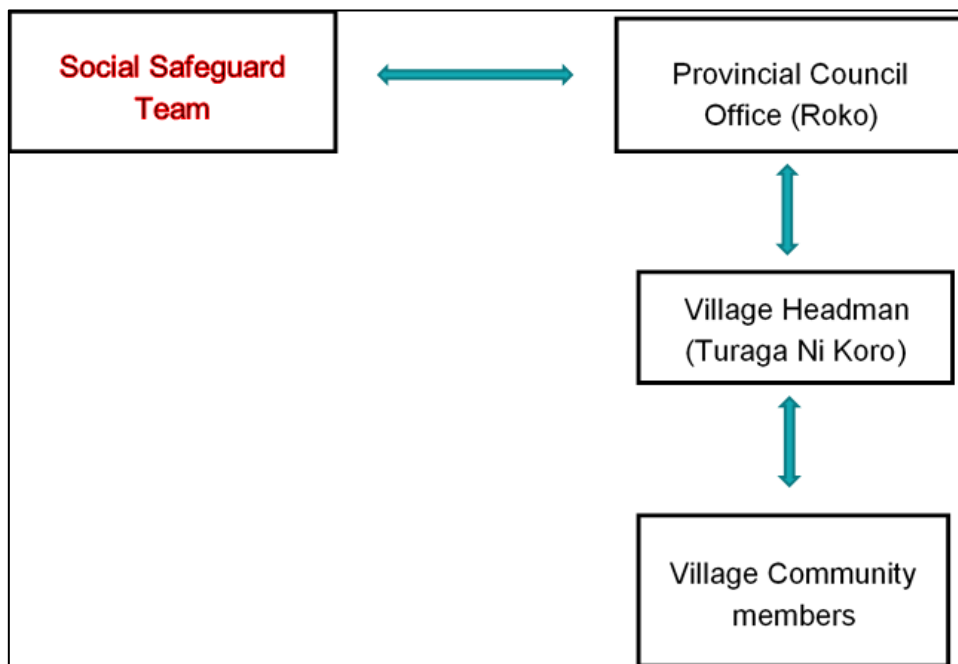 Social Safeguard
Team
Provincial Council
Office (Roko)
Village Headman
(Turaga Ni Koro)
Village Community
members